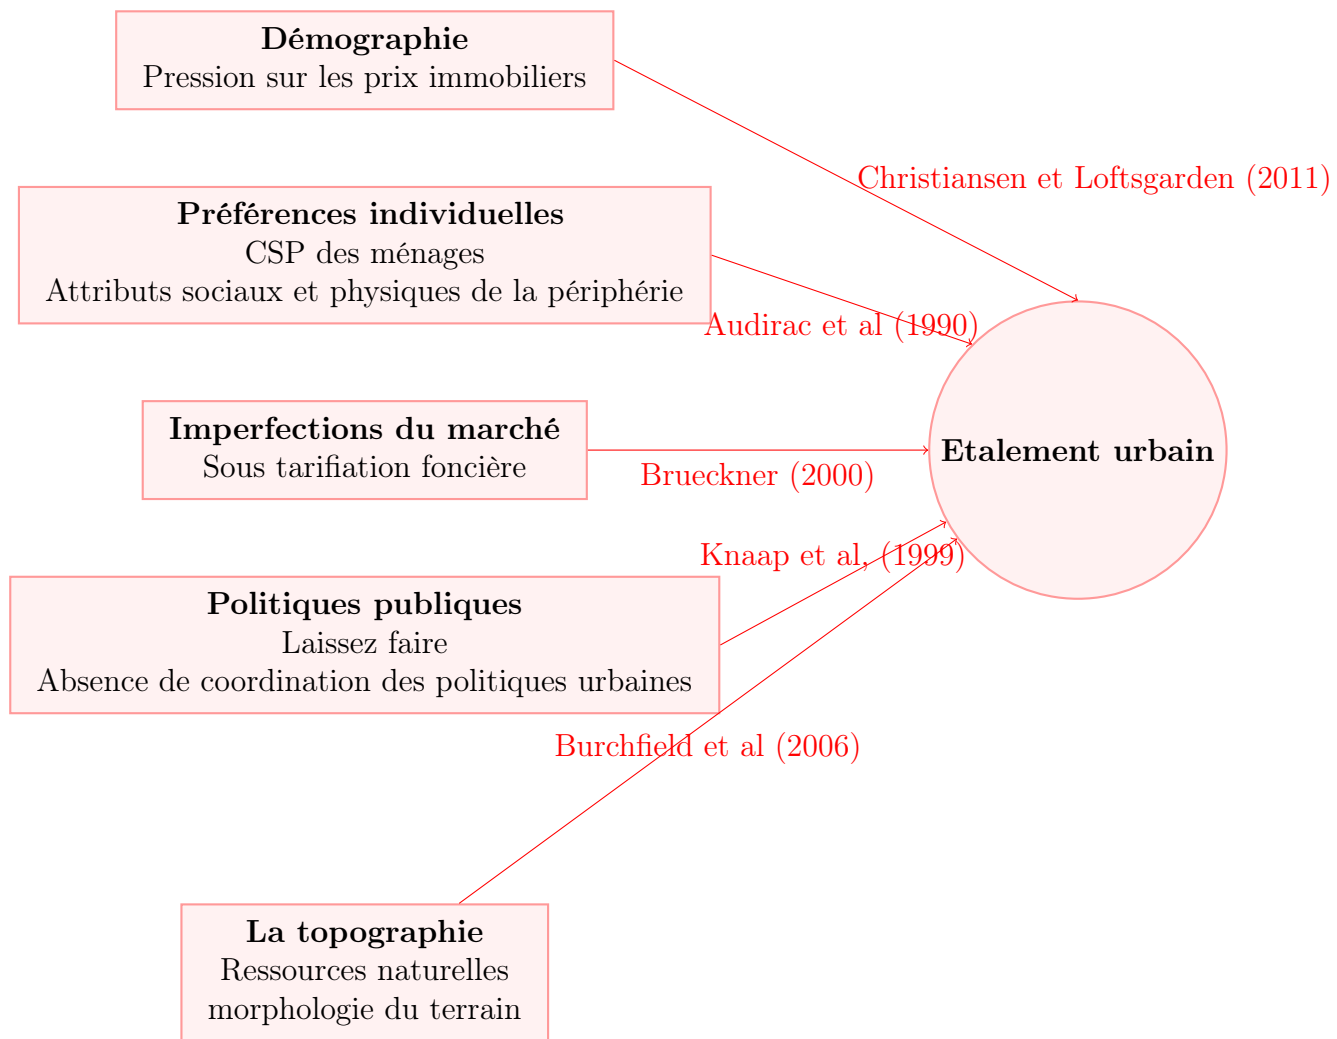 Démographie
Pression sur les prix immobiliers
Christiansen et Loftsgarden (2011)
Préférences individuelles
CSP des ménages
Attributs sociaux et physiques de la périphérie
Audirac et al (1990)
Imperfections du marché
Sous tarifiation foncière
Etalement urbain
Brueckner (2000)
Knaap et al, (1999)
Politiques publiques
Laissez faire
Absence de coordination des politiques urbaines
Burchfield et al (2006)
La topographie
Ressources naturelles
morphologie du terrain